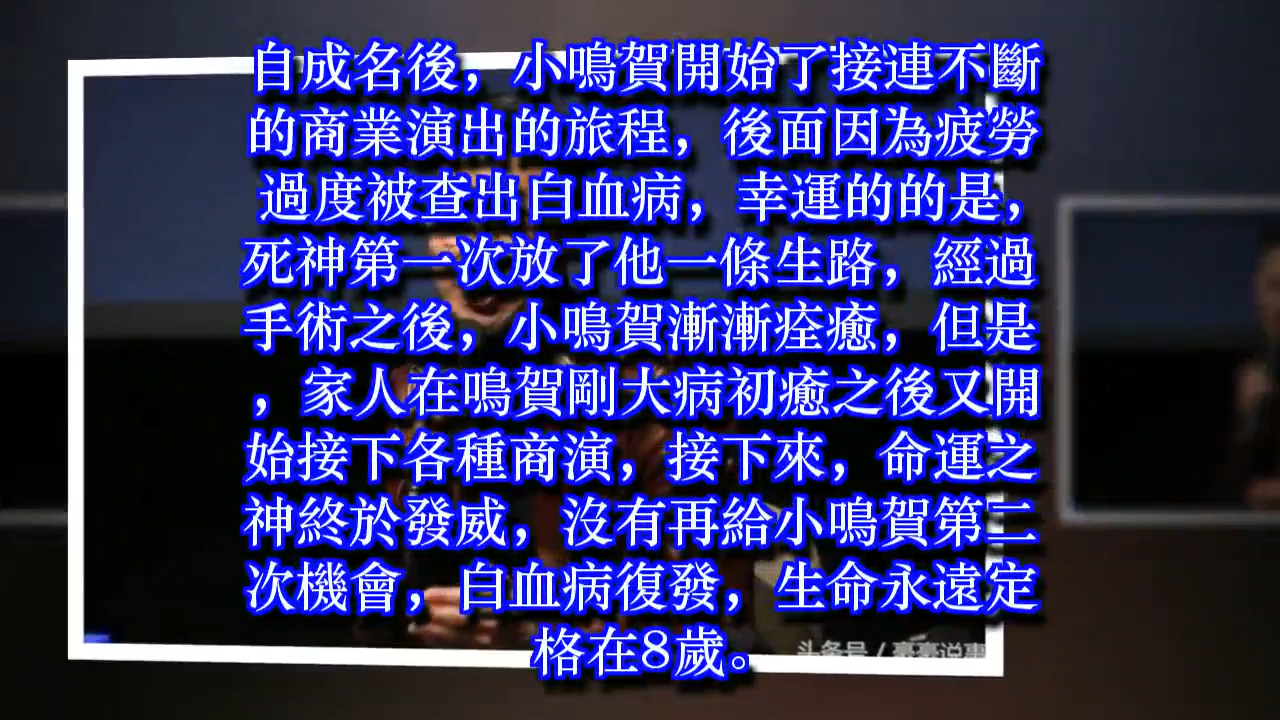 自成名後，小鳴賀開始了接連不斷
的商業演出的旅程，後面因為疲勞
過度被查出白血病，幸運的的是，
死神第一次放了他一條生路，經過
手術之後，小鳴賀漸漸痊癒，但是
，家人在鳴賀剛大病初癒之後又開
始接下各種商演，接下來，命運之
神終於發威，沒有再給小鳴賀第二
次機會，白血病復發，生命永遠定
格在8歲。
头条号 / 豪豪说事